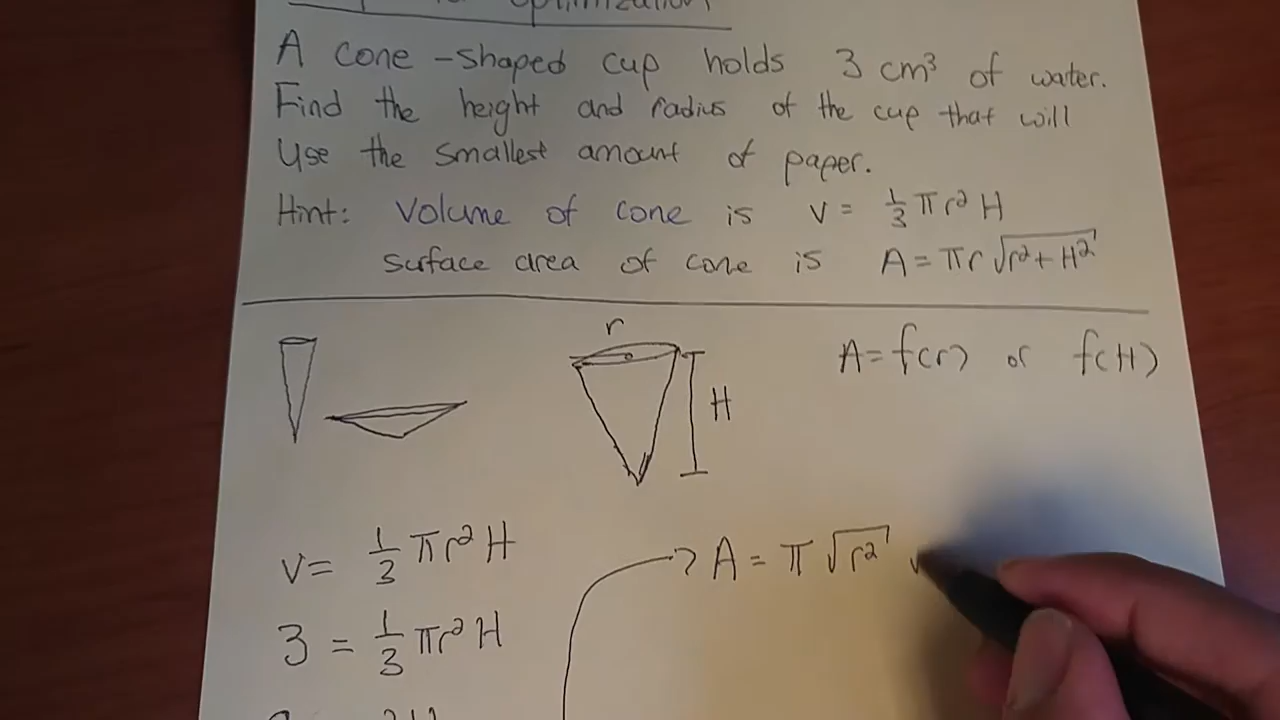 optimization
A cone-shaped cup holds 3 cm³ of water.
Find the height and radius of the cup that will
Use the smallest amount of paper.
Hint: Volume of cone is V = 1/3 πr² H
surface area of cone is A = πr √(r² + H²)
r
A = f(r) or f(H)
H
V = 1/3 πr² H
A = π √(r²)
3 = 1/3 πr² H